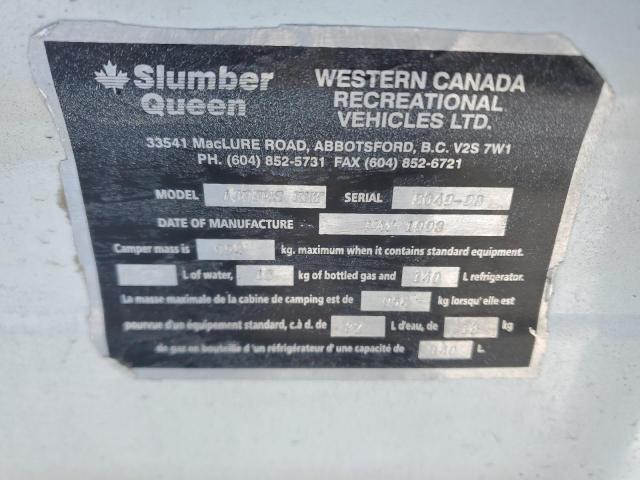 Slumber
Queen
WESTERN CANADA
RECREATIONAL
VEHICLES LTD.
33541 MacLURE ROAD, ABBOTSFORD, B.C. V2S 7W1
PH. (604) 852-5731 FAX (604) 852-6721
MODEL SERIAL
DATE OF MANUFACTURE
Camper mass is kg. maximum when it contains standard equipment.
L of water, kg of bottled gas and 140 L refrigerator.
La masse maximale de la cabine de camping est de kg lorsqu'elle est
pourvue d'un équipement standard, c.à d. de L d'eau, de kg
de gaz en bouteille d'un réfrigérateur d'une capacité de L.